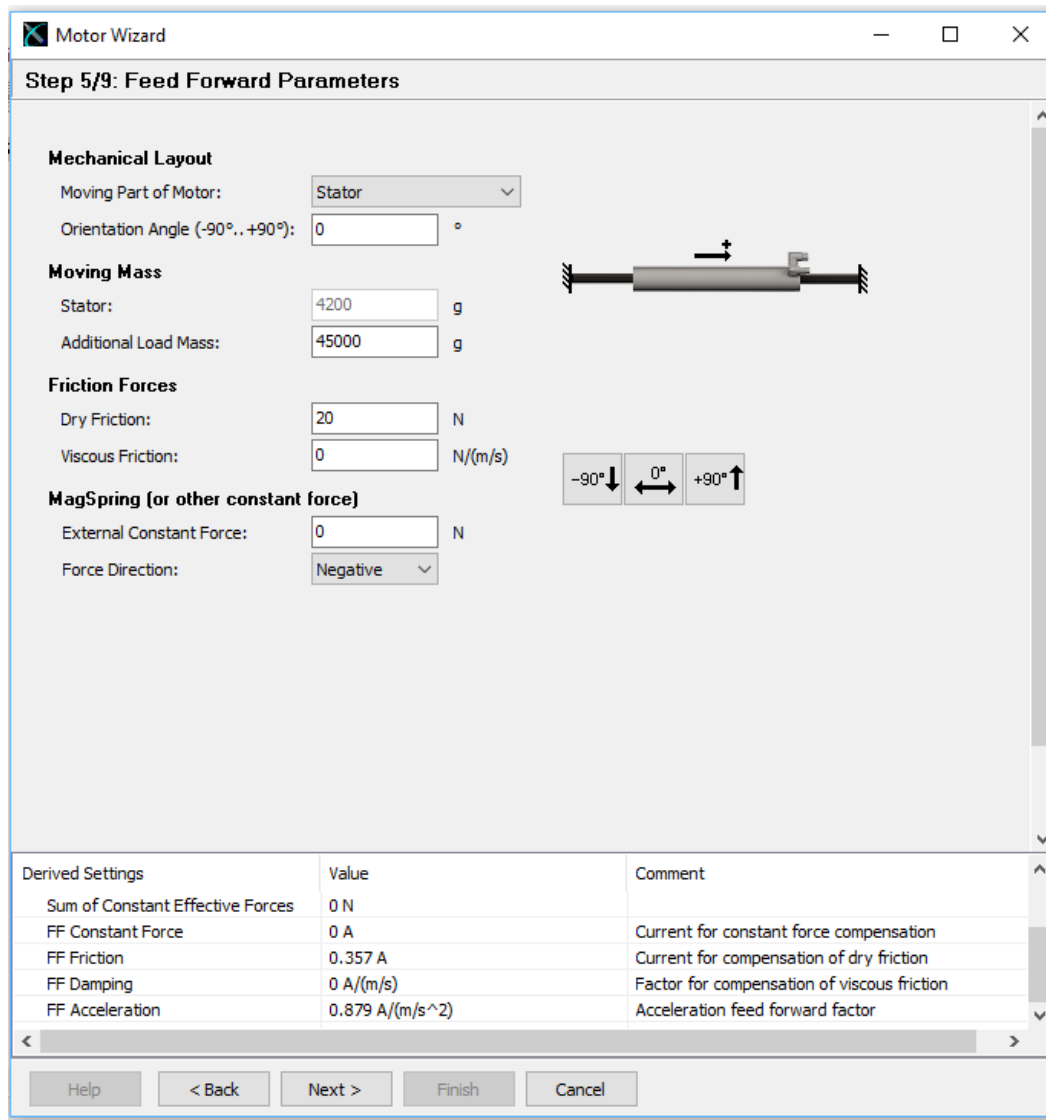 Motor Wizard
Step 5/9: Feed Forward Parameters
Mechanical Layout
Moving Part of Motor: Stator
Orientation Angle (-90°..+90°): 0 °
Moving Mass
Stator: 4200 g
Additional Load Mass: 45000 g
Friction Forces
Dry Friction: 20 N
Viscous Friction: 0 N/(m/s)
MagSpring (or other constant force)
External Constant Force: 0 N
Force Direction: Negative
+
-90° 0° +90°
Derived Settings Value Comment
Sum of Constant Effective Forces 0 N
FF Constant Force 0 A Current for constant force compensation
FF Friction 0.357 A Current for compensation of dry friction
FF Damping 0 A/(m/s) Factor for compensation of viscous friction
FF Acceleration 0.879 A/(m/s^2) Acceleration feed forward factor
Help < Back Next > Finish Cancel